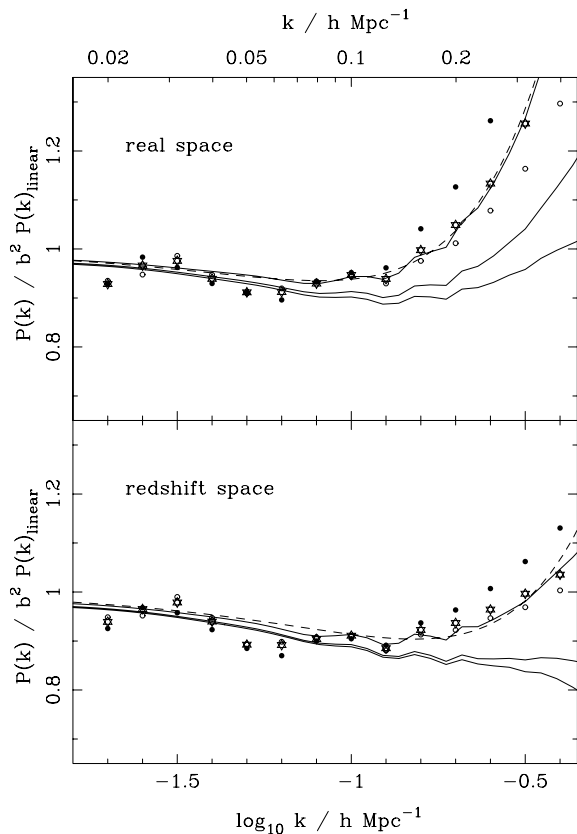 k / h Mpc⁻¹
0.02 0.05 0.1 0.2
real space
P(k) / b² P(k)linear
1.2
1
0.8
redshift space
P(k) / b² P(k)linear
1.2
1
0.8
−1.5 −1 −0.5
log₁₀ k / h Mpc⁻¹